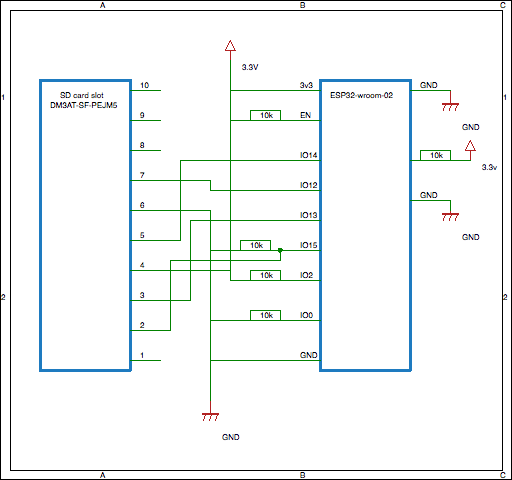 A B C
3.3V
SD card slot
DM3AT-SF-PEJM5
10
9
8
7
6
5
4
3
2
1
ESP32-wroom-02
3v3
EN
IO14
IO12
IO13
IO15
IO2
IO0
GND
10k
10k
10k
10k
GND
GND
GND
10k
3.3v
GND
GND
1 1
2 2
GND
A B C